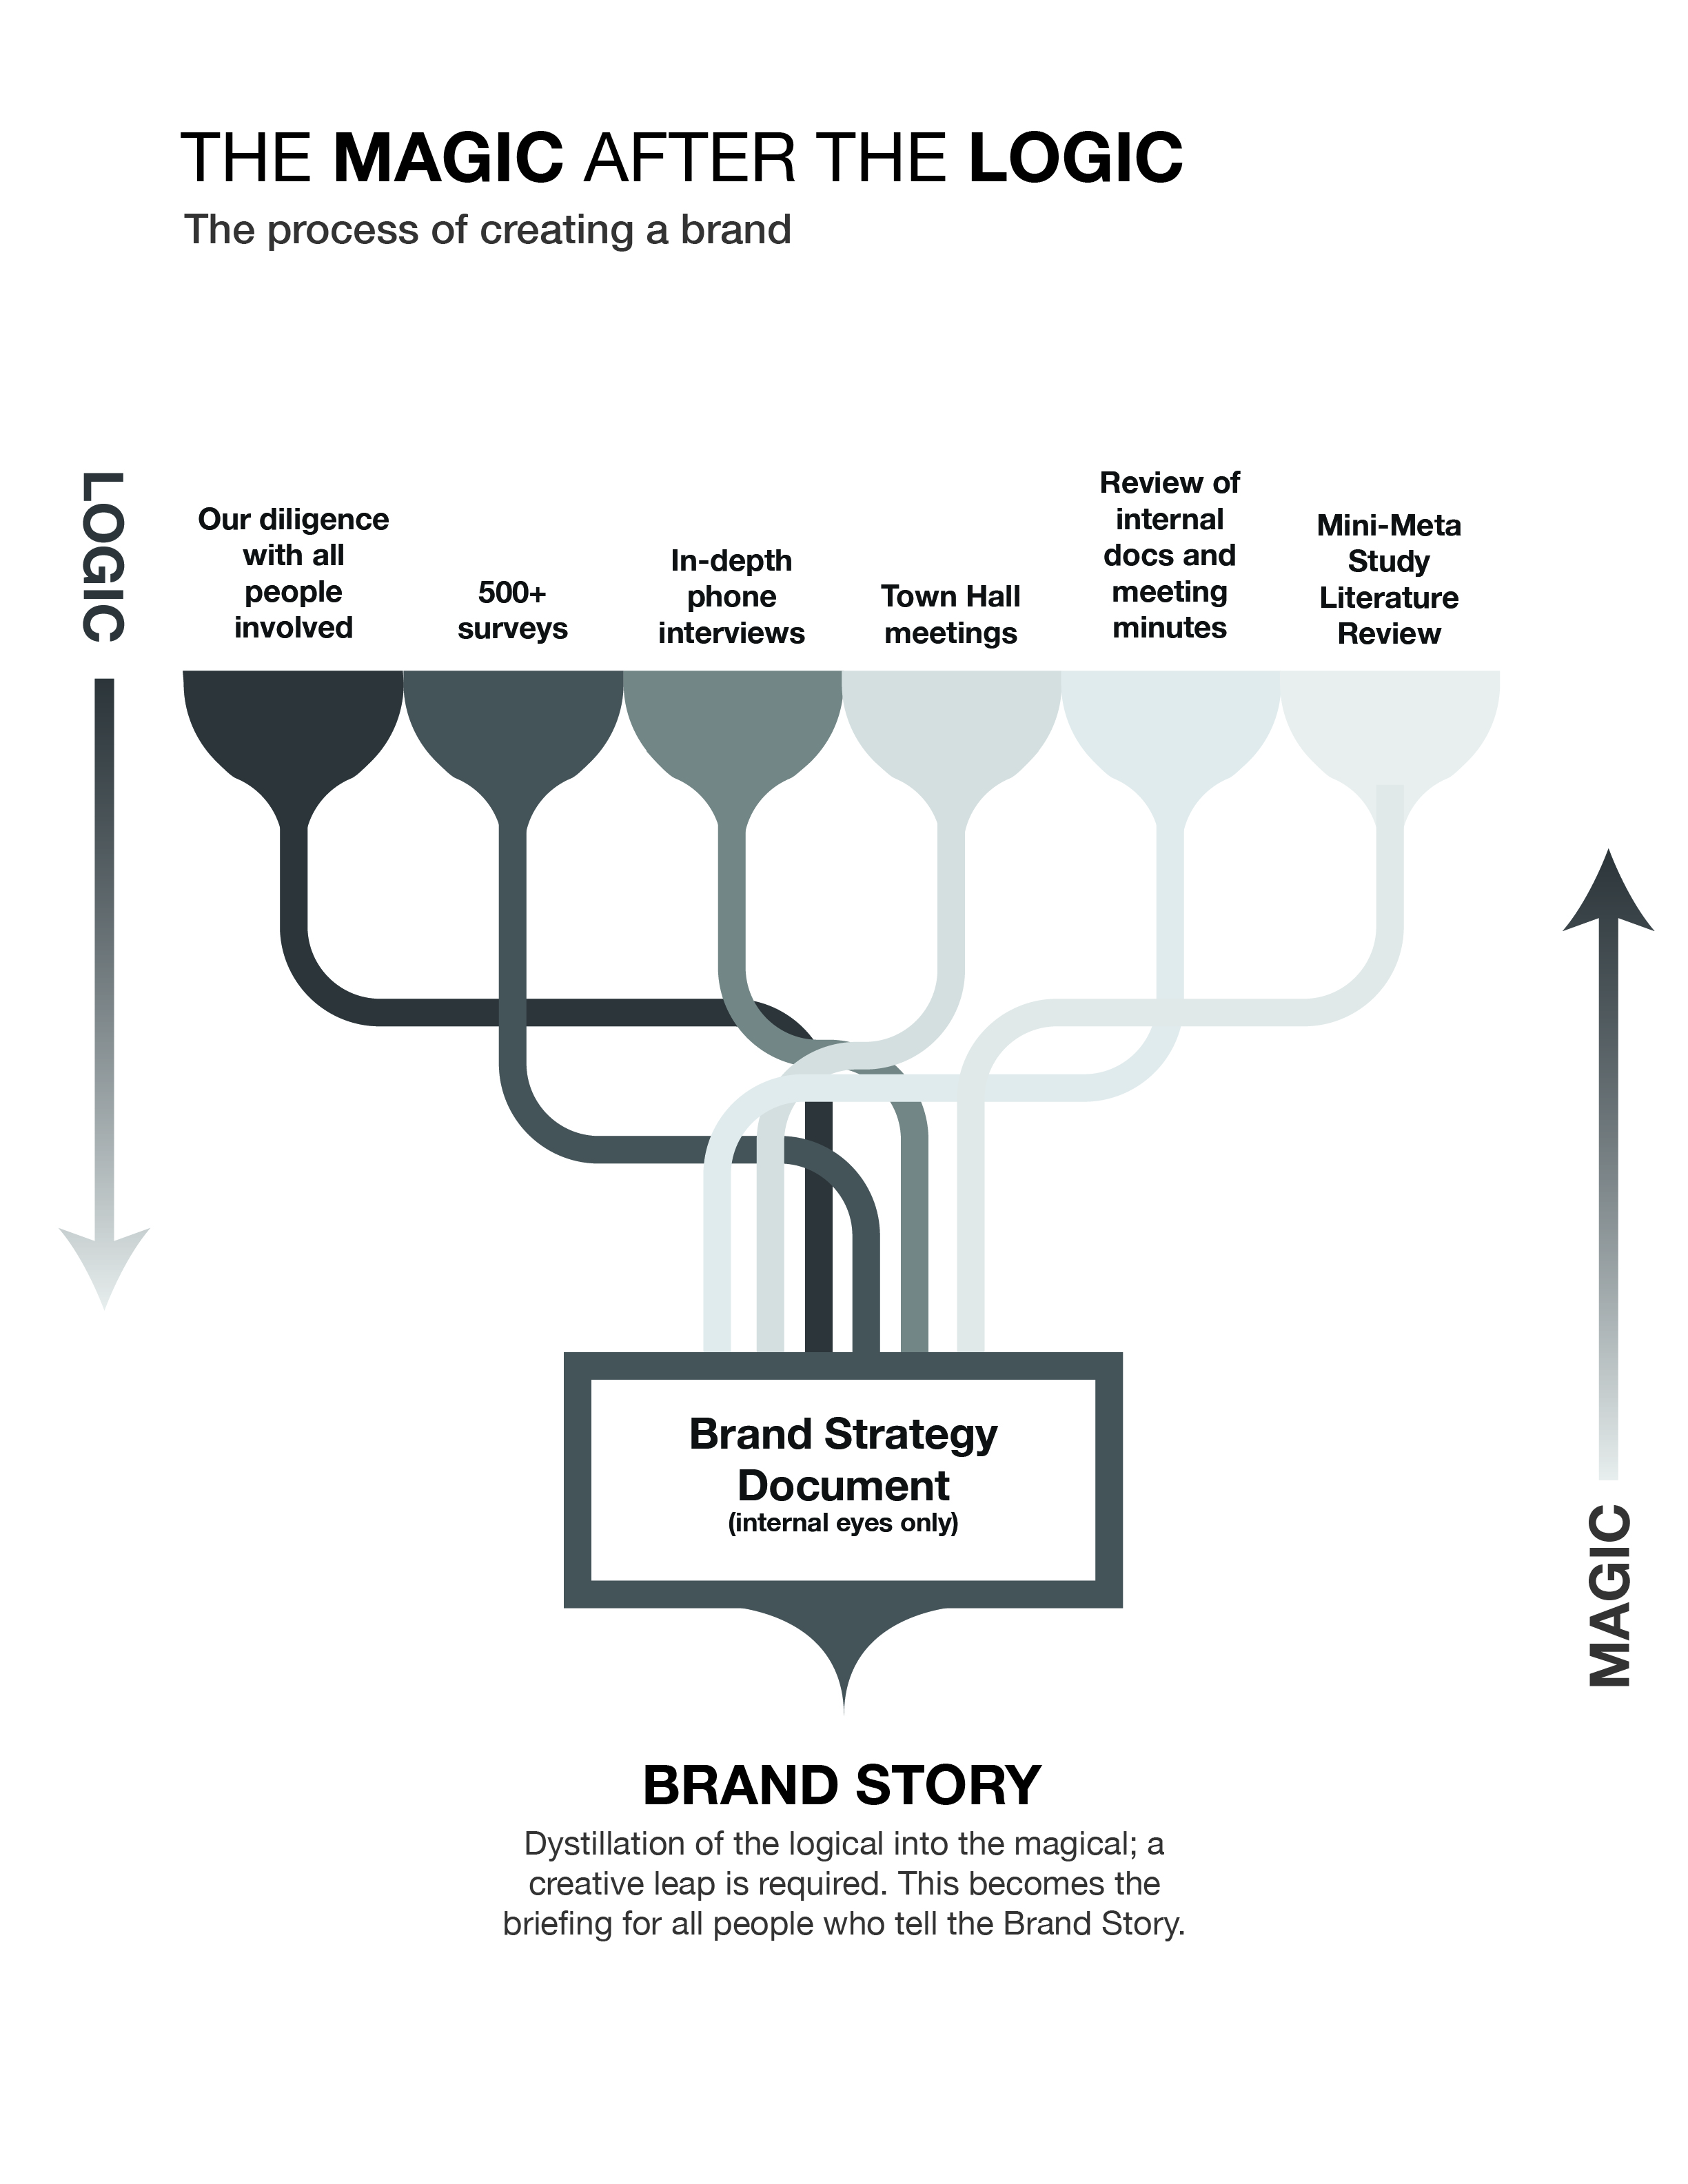 THE MAGIC AFTER THE LOGIC
The process of creating a brand
LOGIC
Our diligence
with all
people
involved
500+
surveys
In-depth
phone
interviews
Town Hall
meetings
Review of
internal
docs and
meeting
minutes
Mini-Meta
Study
Literature
Review
Brand Strategy
Document
(internal eyes only)
MAGIC
BRAND STORY
Dystillation of the logical into the magical; a
creative leap is required. This becomes the
briefing for all people who tell the Brand Story.